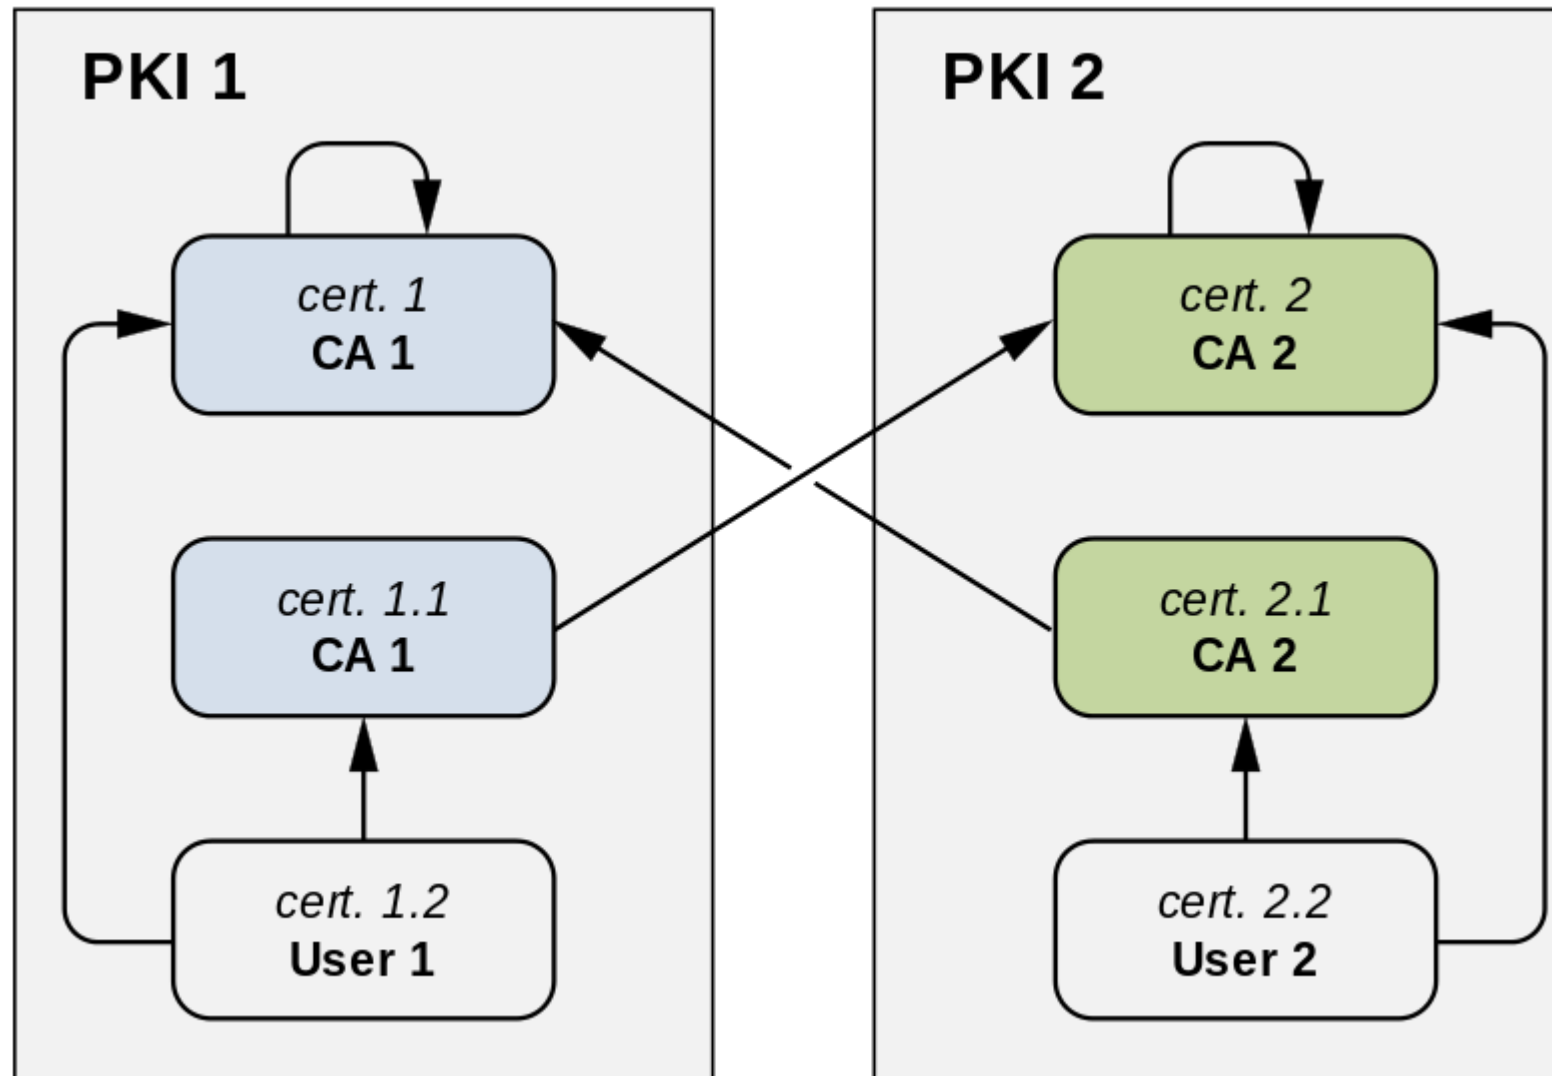 PKI 1
cert. 1
CA 1
cert. 1.1
CA 1
cert. 1.2
User 1
PKI 2
cert. 2
CA 2
cert. 2.1
CA 2
cert. 2.2
User 2